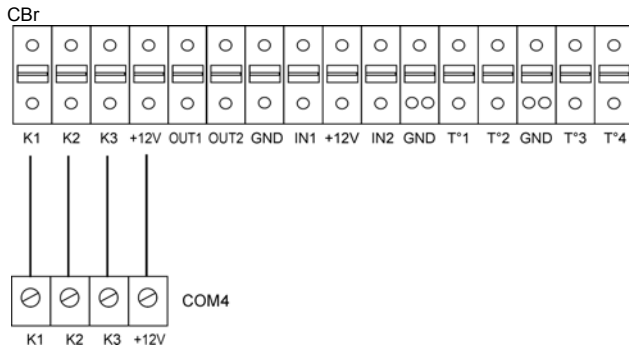 CBr
K1 K2 K3 +12V OUT1 OUT2 GND IN1 +12V IN2 GND T°1 T°2 GND T°3 T°4
COM4
K1 K2 K3 +12V